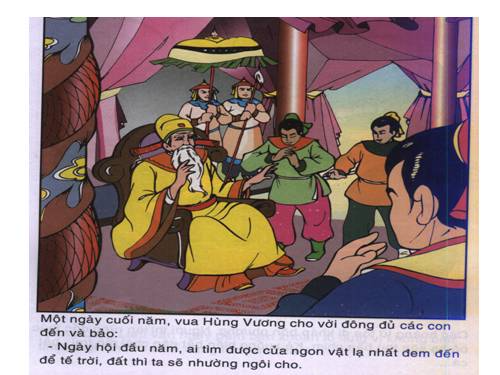 Một ngày cuối năm, vua Hùng Vương cho vời đông đủ các con
đến và bảo:
- Ngày hội đầu năm, ai tìm được của ngon vật lạ nhất đem đến
để tế trời, đất thì ta sẽ nhường ngôi cho.